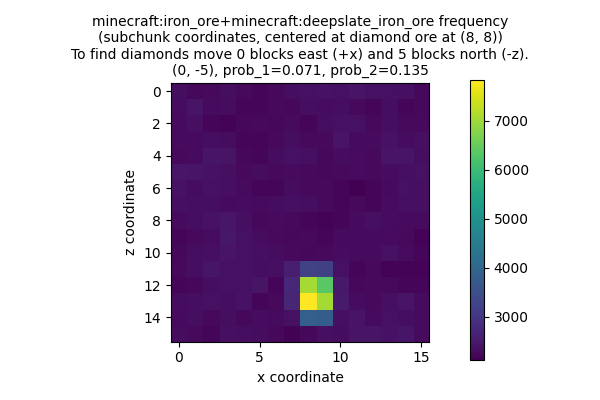 minecraft:iron_ore+minecraft:deepslate_iron_ore frequency
(subchunk coordinates, centered at diamond ore at (8, 8))
To find diamonds move 0 blocks east (+x) and 5 blocks north (-z).
(0, -5), prob_1=0.071, prob_2=0.135
z coordinate
0
2
4
6
8
10
12
14
0 5 10 15
x coordinate
7000
6000
5000
4000
3000